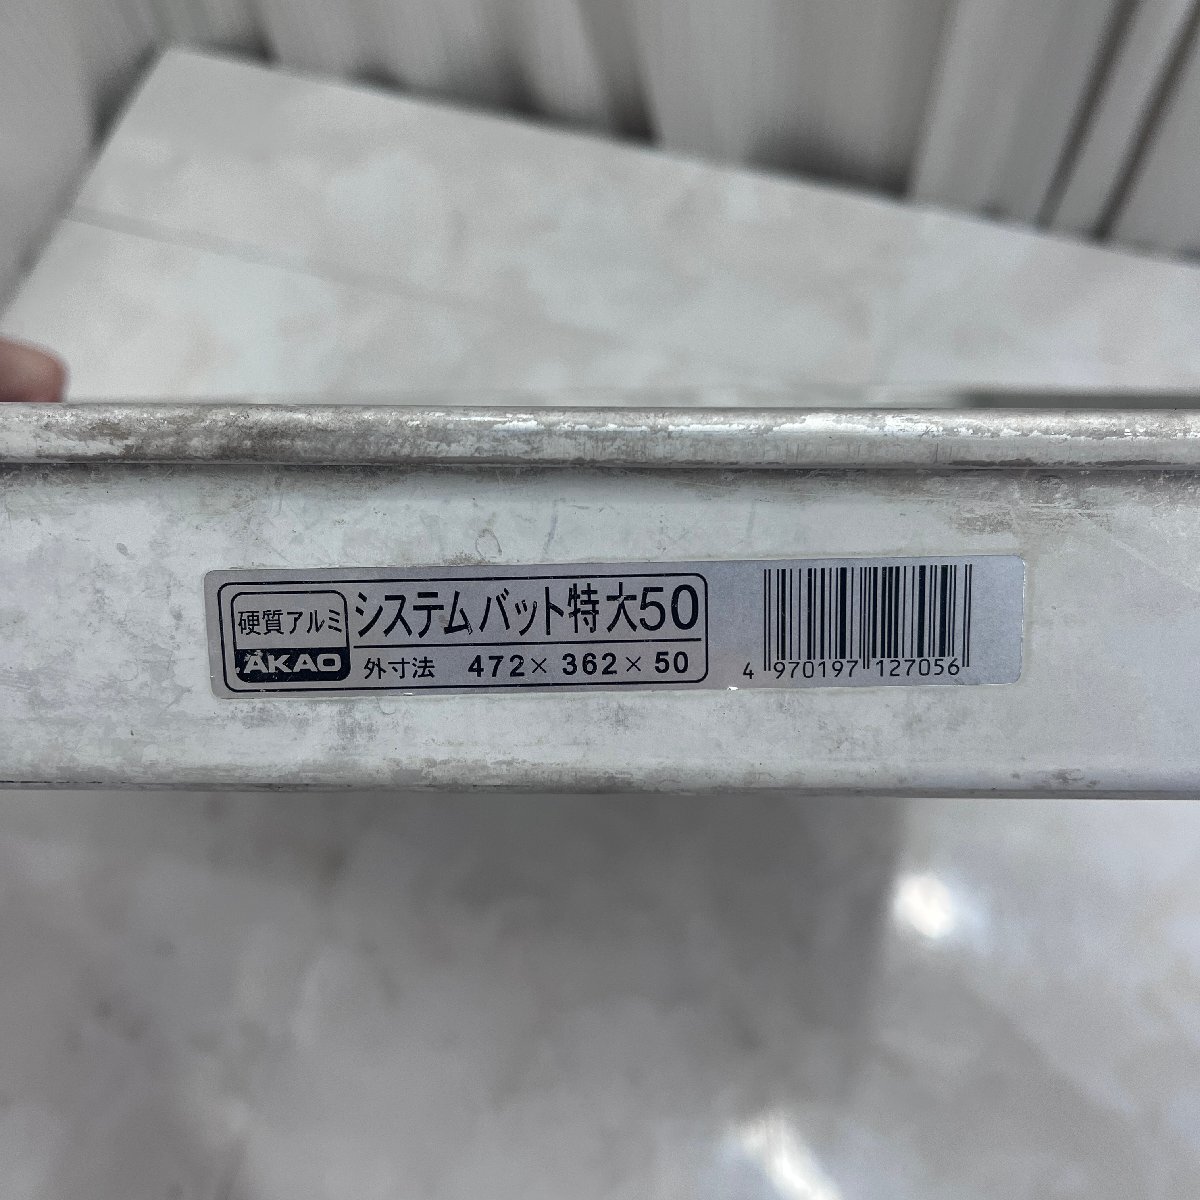 硬質アルミ
AKAO
システムバット特大50
外寸法 472×362×50
4 970197 127056